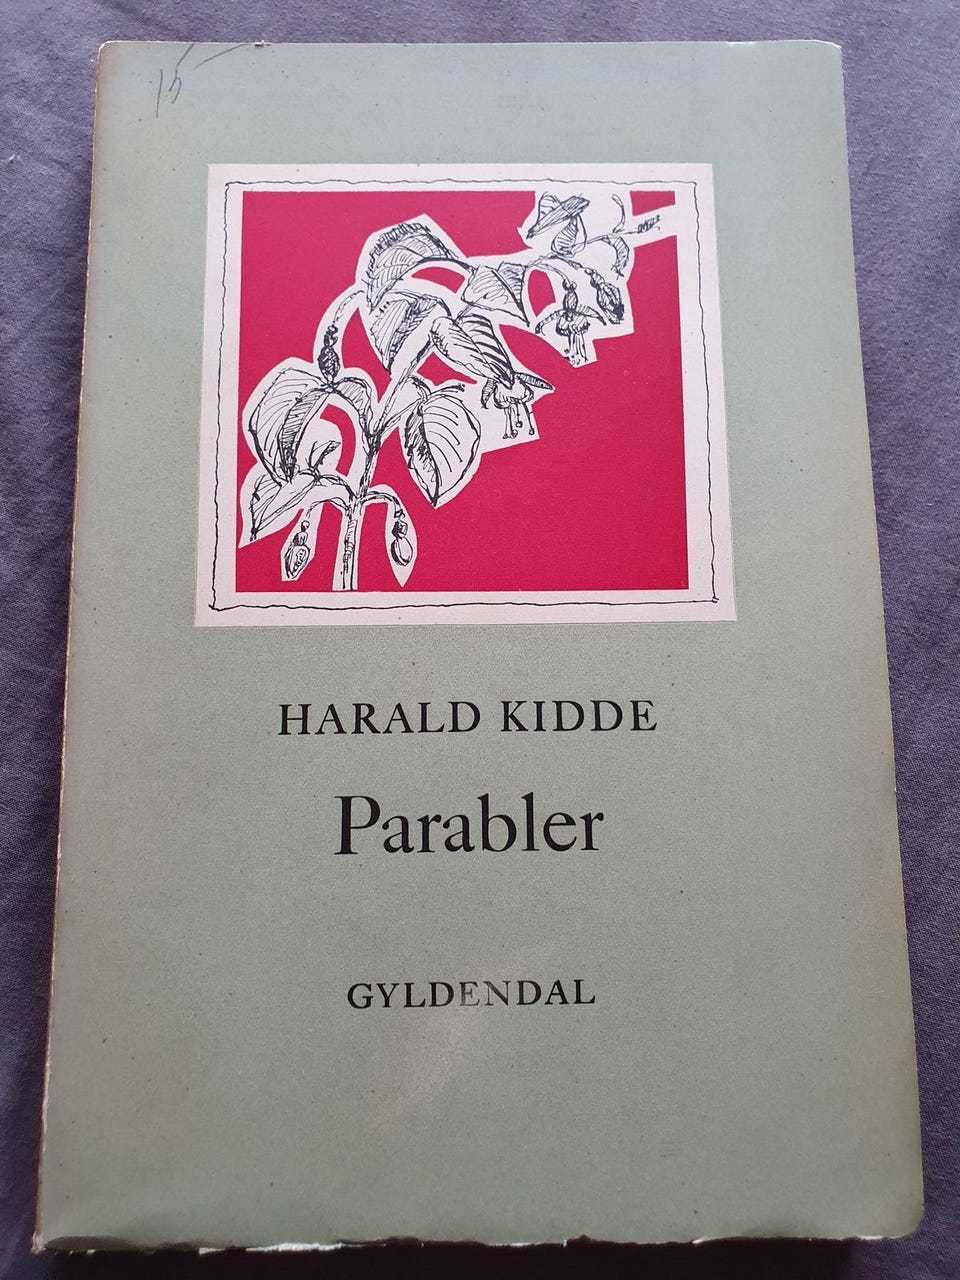 15
HARALD KIDDE
Parabler
GYLDENDAL